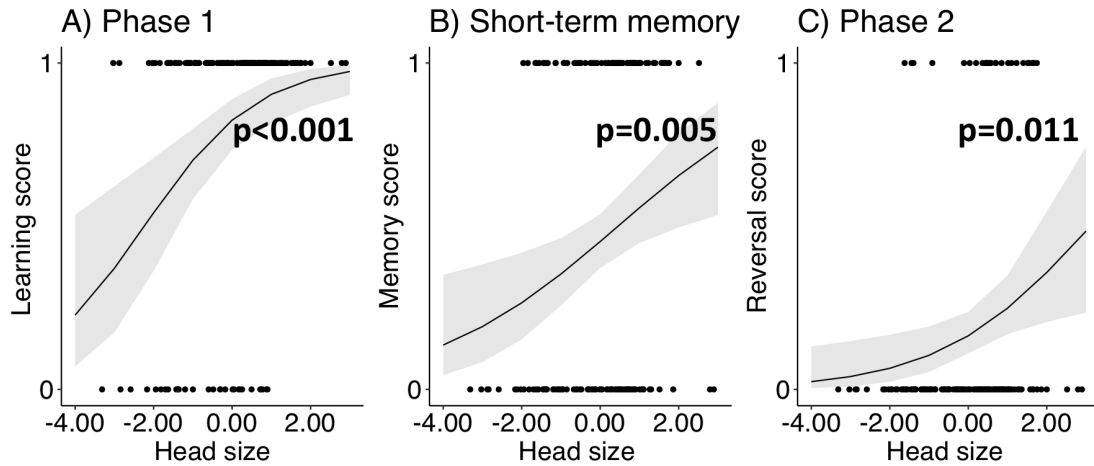 A) Phase 1
B) Short-term memory
C) Phase 2
Learning score
1
0
p<0.001
-4.00 -2.00 0.00 2.00
Head size
Memory score
1
0
p=0.005
-4.00 -2.00 0.00 2.00
Head size
Reversal score
1
0
p=0.011
-4.00 -2.00 0.00 2.00
Head size